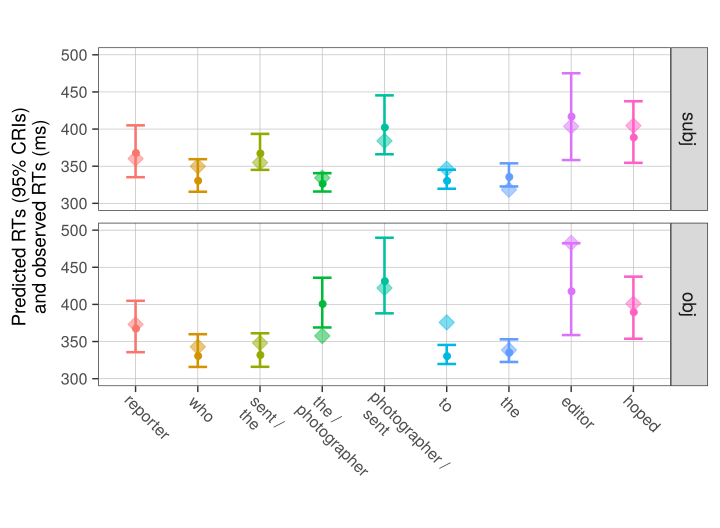 Predicted RTs (95% CRIs)
and observed RTs (ms)
500
450
400
350
300
subj
500
450
400
350
300
obj
reporter
who
sent /
the
the /
photographer
photographer /
sent
to
the
editor
hoped